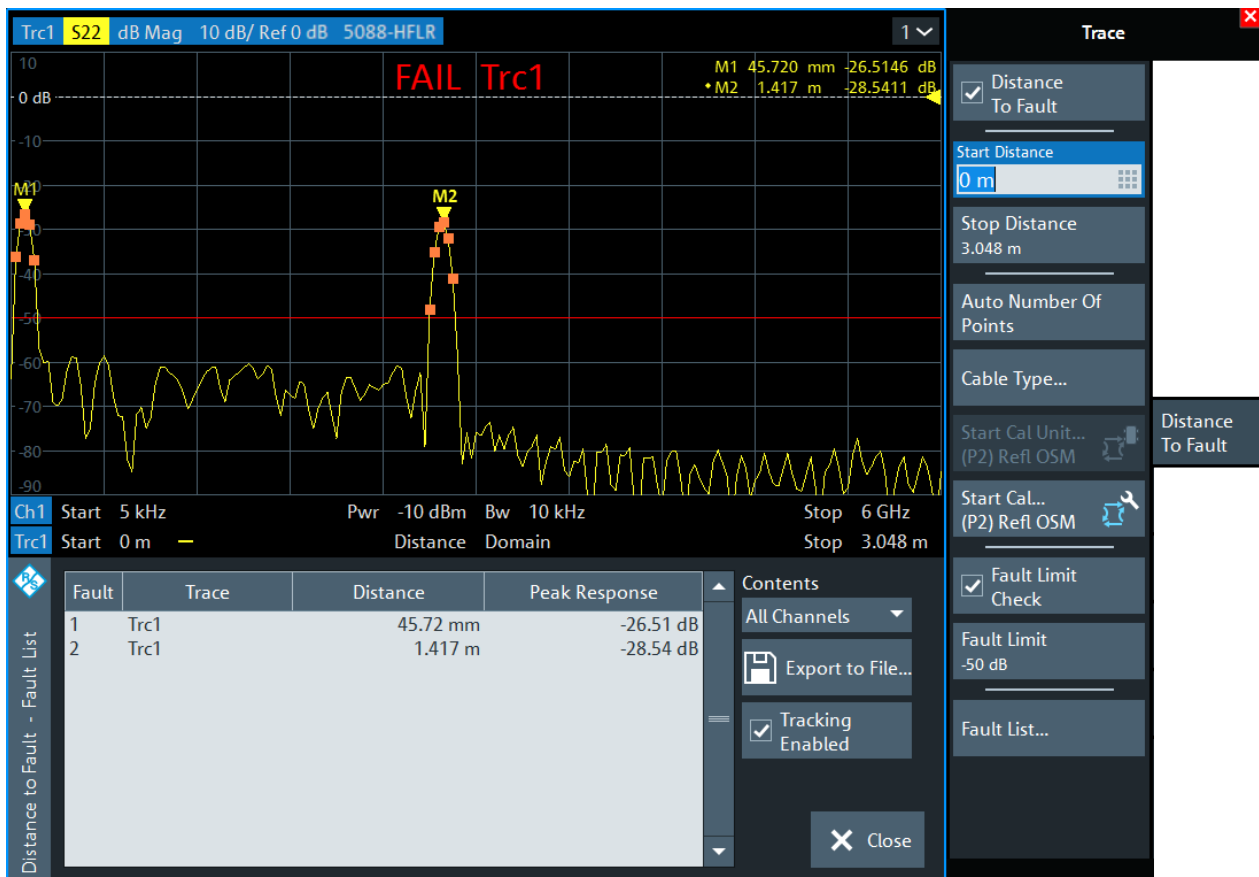 Trc1 S22 dB Mag 10 dB/ Ref 0 dB 5088-HFLR 1
Trace
10
FAIL Trc1
M1 45.720 mm -26.5146 dB
M2 1.417 m -28.5411 dB
0 dB
-10
-20
-30
-40
-50
-60
-70
-80
-90
M1
M2
Ch1 Start 5 kHz Pwr -10 dBm Bw 10 kHz Stop 6 GHz
Trc1 Start 0 m Distance Domain Stop 3.048 m
Distance to Fault - Fault List
Fault Trace Distance Peak Response
1 Trc1 45.72 mm -26.51 dB
2 Trc1 1.417 m -28.54 dB
Contents
All Channels
Export to File...
Tracking
Enabled
Close
Distance
To Fault
Start Distance
0 m
Stop Distance
3.048 m
Auto Number Of
Points
Cable Type...
Start Cal Unit...
(P2) Refl OSM
Start Cal...
(P2) Refl OSM
Fault Limit
Check
Fault Limit
-50 dB
Fault List...
Distance
To Fault
R&S